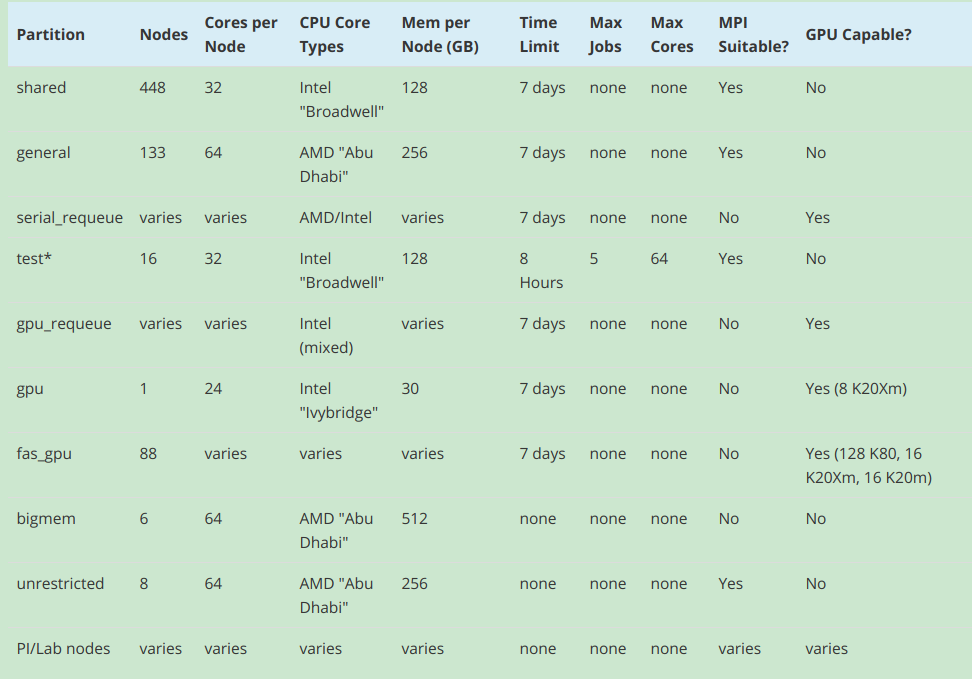 Partition Nodes Cores per Node CPU Core Types Mem per Node (GB) Time Limit Max Jobs Max Cores MPI Suitable? GPU Capable?
shared 448 32 Intel "Broadwell" 128 7 days none none Yes No
general 133 64 AMD "Abu Dhabi" 256 7 days none none Yes No
serial_requeue varies varies AMD/Intel varies 7 days none none No Yes
test* 16 32 Intel "Broadwell" 128 8 Hours 5 64 Yes No
gpu_requeue varies varies Intel (mixed) varies 7 days none none No Yes
gpu 1 24 Intel "Ivybridge" 30 7 days none none No Yes (8 K20Xm)
fas_gpu 88 varies varies varies 7 days none none No Yes (128 K80, 16 K20Xm, 16 K20m)
bigmem 6 64 AMD "Abu Dhabi" 512 none none none No No
unrestricted 8 64 AMD "Abu Dhabi" 256 none none none Yes No
PI/Lab nodes varies varies varies varies none none none varies varies